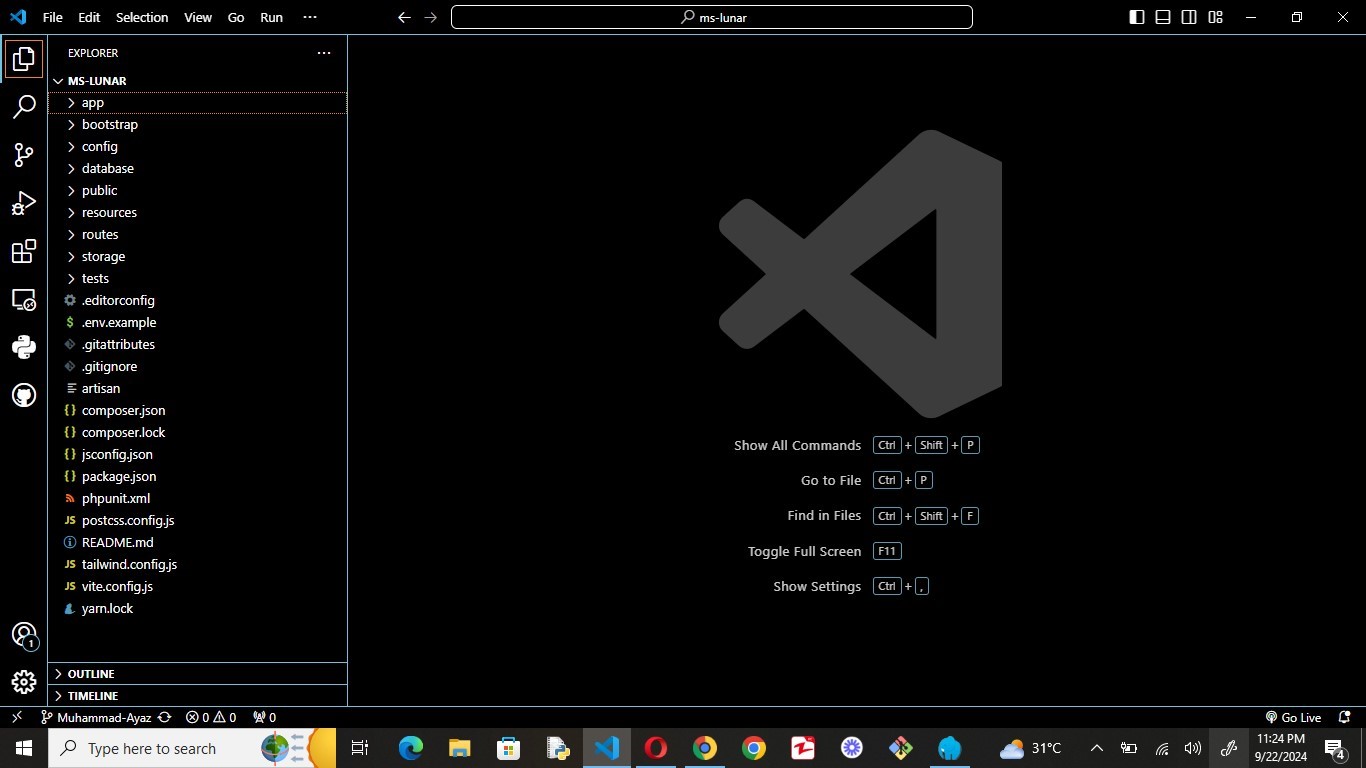 File Edit Selection View Go Run ···
ms-lunar
EXPLORER
MS-LUNAR
app
bootstrap
config
database
public
resources
routes
storage
tests
.editorconfig
$ .env.example
.gitattributes
.gitignore
artisan
{} composer.json
{} composer.lock
{} jsconfig.json
{} package.json
phpunit.xml
JS postcss.config.js
README.md
JS tailwind.config.js
JS vite.config.js
yarn.lock
OUTLINE
TIMELINE
1
Show All Commands Ctrl + Shift + P
Go to File Ctrl + P
Find in Files Ctrl + Shift + F
Toggle Full Screen F11
Show Settings Ctrl + ,
Muhammad-Ayaz 0 0 0
Go Live
Type here to search
31°C
11:24 PM
9/22/2024
4